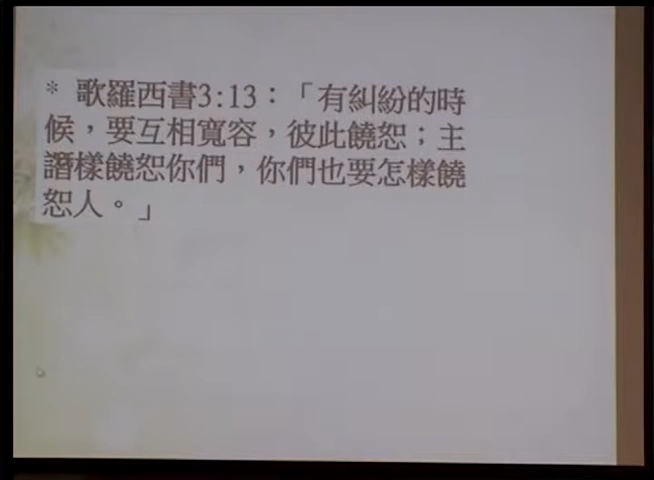 * 歌羅西書3:13：「有糾紛的時
候，要互相寬容，彼此饒恕；主
譖樣饒恕你們，你們也要怎樣饒
恕人。」